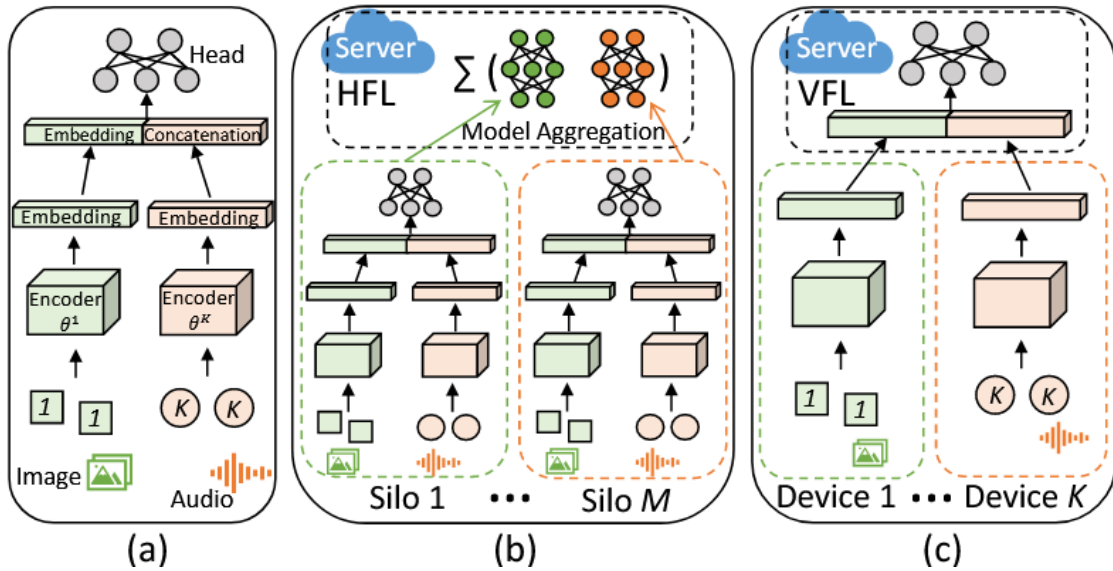 Head
Embedding Concatenation
Embedding Embedding
Encoder θ¹
Encoder θᴷ
1 1
K K
Image
Audio
(a)
Server
HFL
Σ ( )
Model Aggregation
Silo 1 ••• Silo M
(b)
Server
VFL
1 1
K K
Device 1 ••• Device K
(c)